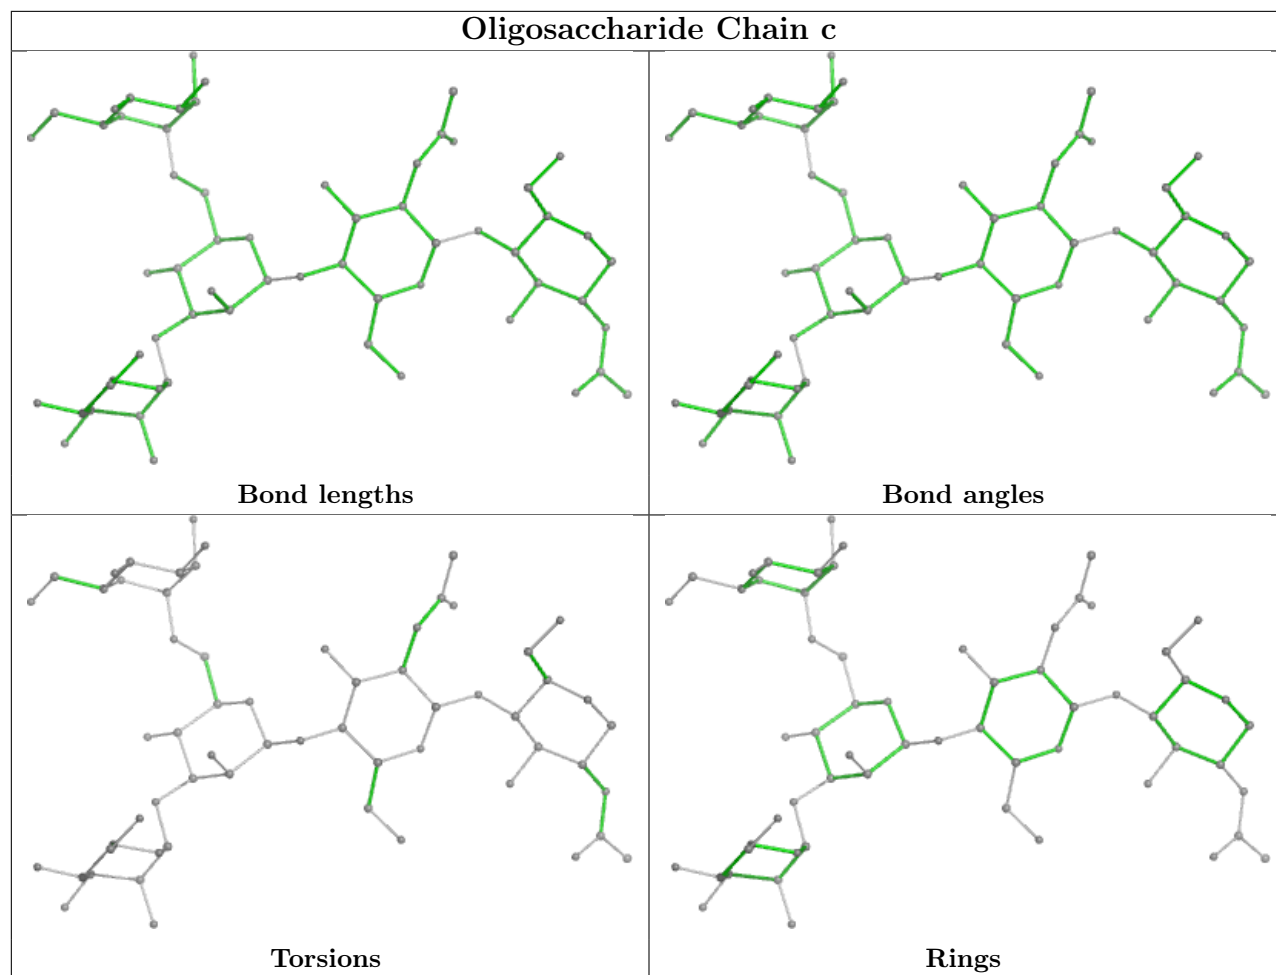 Oligosaccharide Chain c
Bond lengths
Bond angles
Torsions
Rings